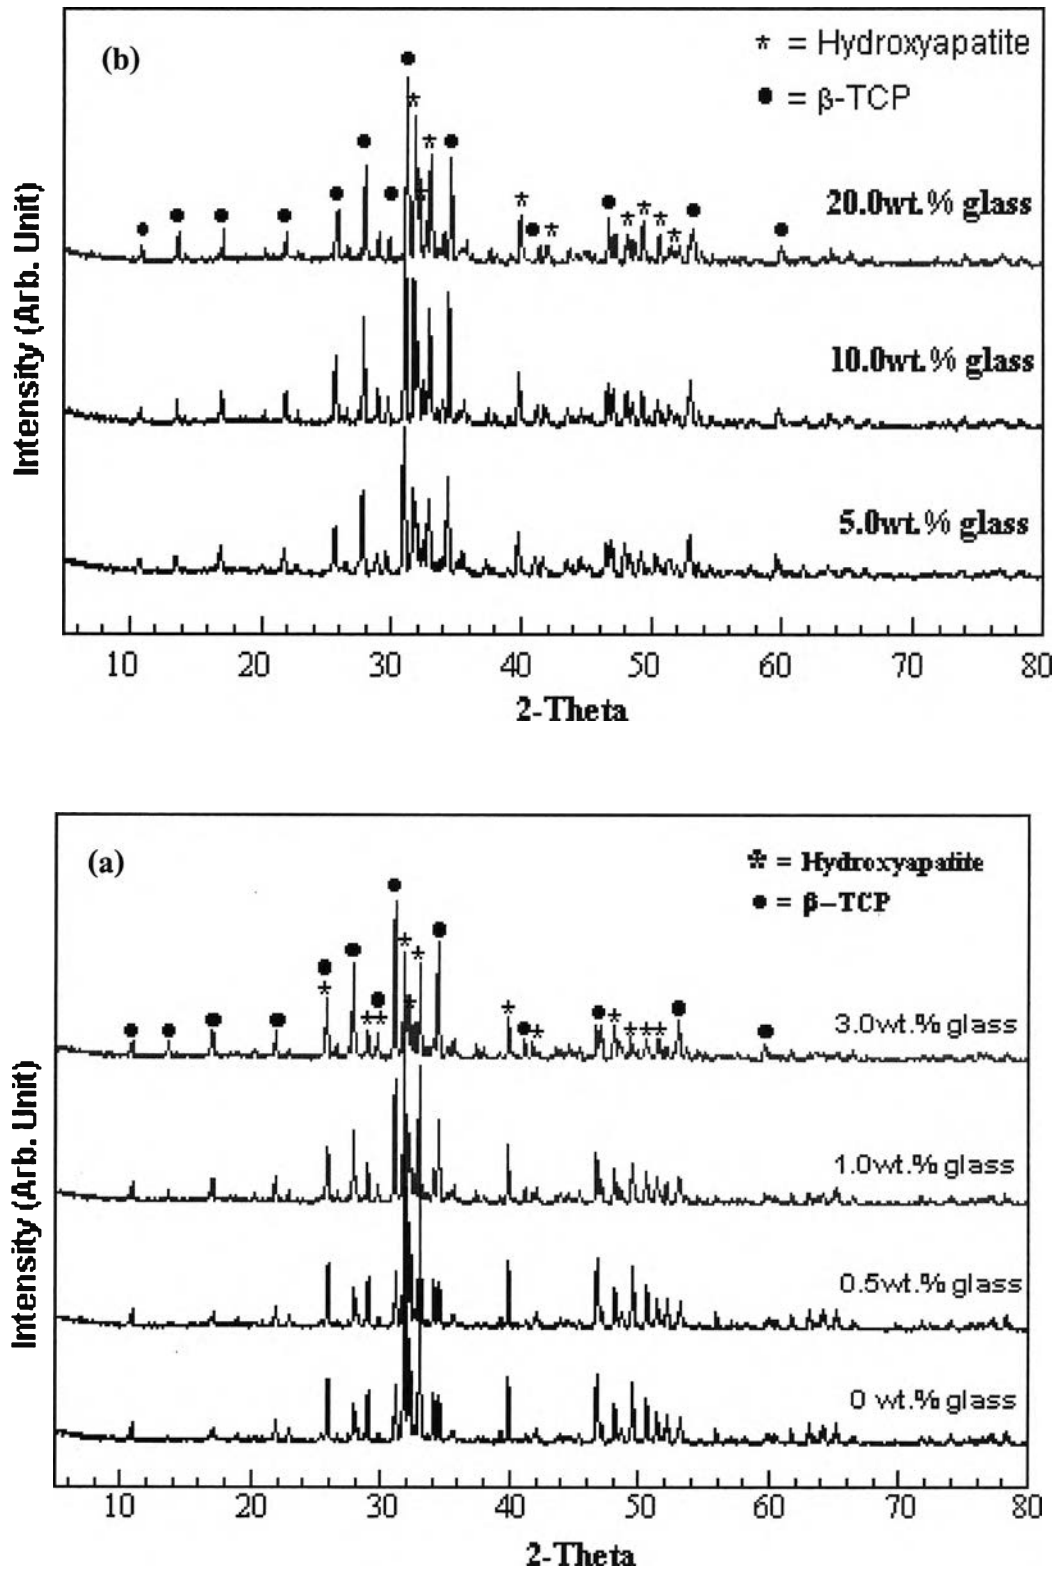 (b)
* = Hydroxyapatite
● = β-TCP
20.0wt.% glass
10.0wt.% glass
5.0wt.% glass
Intensity (Arb. Unit)
10 20 30 40 50 60 70 80
2-Theta
(a)
* = Hydroxyapatite
● = β–TCP
3.0wt.% glass
1.0wt.% glass
0.5wt.% glass
0 wt.% glass
Intensity (Arb. Unit)
10 20 30 40 50 60 70 80
2-Theta